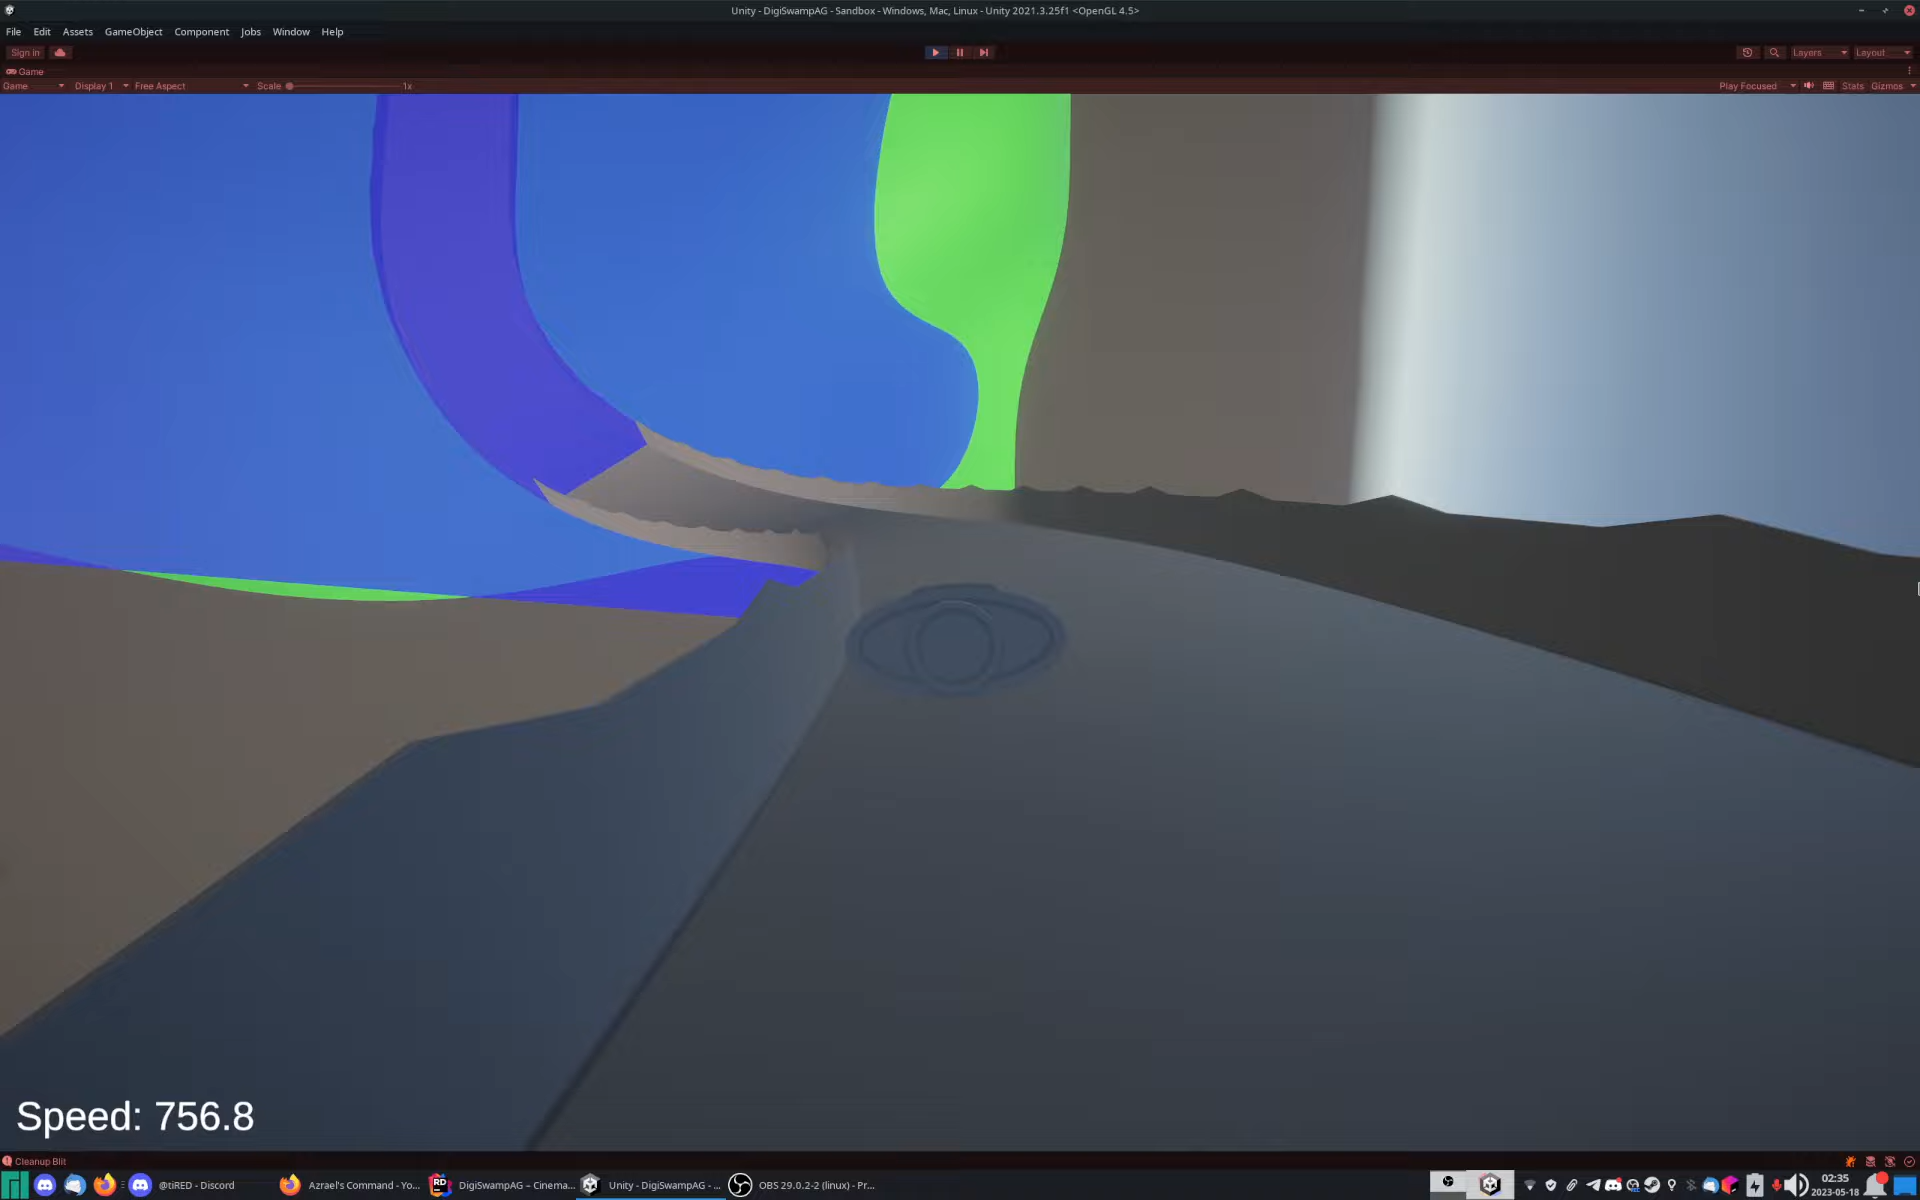 Unity - DigiSwampAG - Sandbox - Windows, Mac, Linux - Unity 2021.3.25f1 <OpenGL 4.5>
File Edit Assets GameObject Component Jobs Window Help
Sign in Layers Layout
Game
Game Display 1 Free Aspect Scale 1x Play Focused Stats Gizmos
Speed: 756.8
Cleanup Blit
@tiRED - Discord Azrael's Command - Yo... DigiSwampAG – Cinema... Unity - DigiSwampAG - ... OBS 29.0.2-2 (linux) - Pr... 02:35
2023-05-18